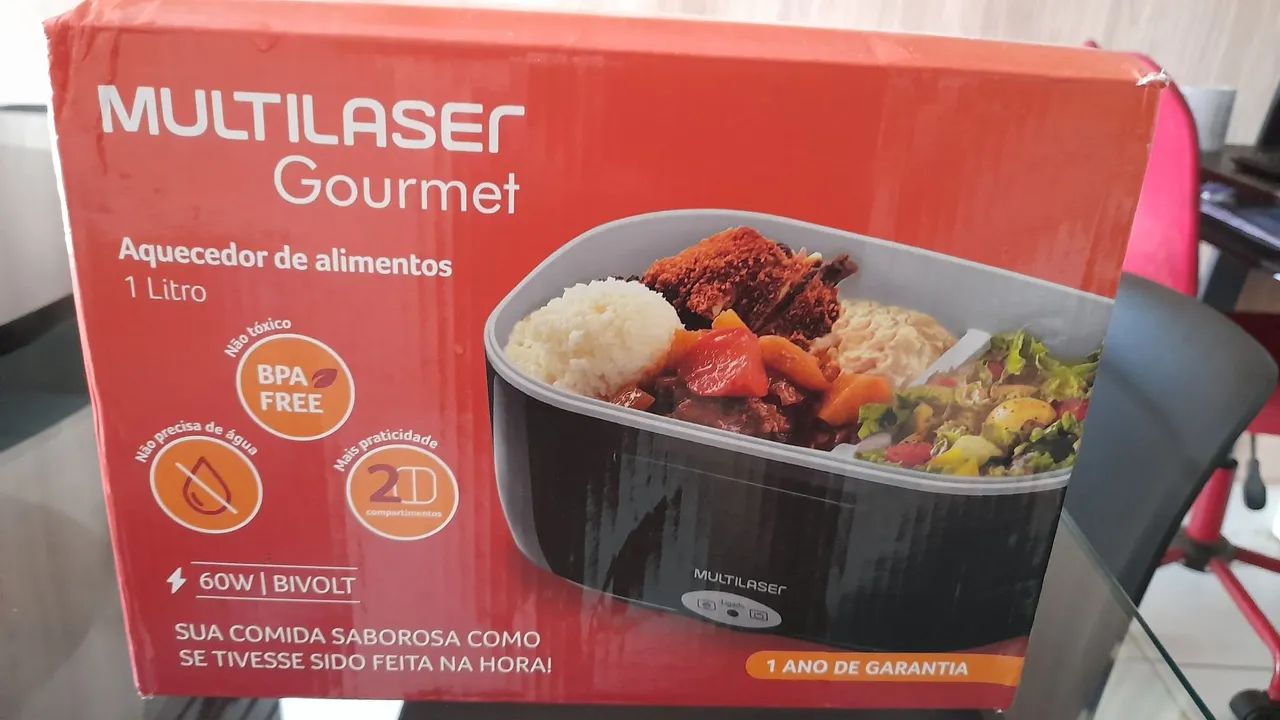 MULTILASER
Gourmet
Aquecedor de alimentos
1 Litro
Não tóxico
BPA
FREE
Não precisa de água
Mais praticidade
2
compartimentos
60W | BIVOLT
SUA COMIDA SABOROSA COMO
SE TIVESSE SIDO FEITA NA HORA!
MULTILASER
Ligado
1 ANO DE GARANTIA